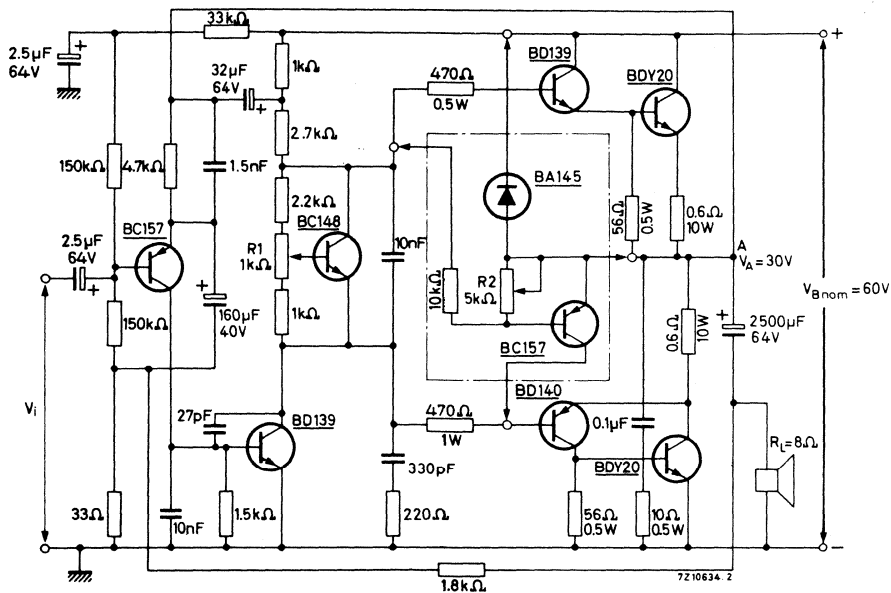 33kΩ
+
2.5μF
64V
+
32μF
64V
+
1kΩ
BD139
BDY20
470Ω
0.5W
2.7kΩ
150kΩ
4.7kΩ
1.5nF
BA145
2.2kΩ
BC148
56Ω
0.5W
0.6Ω
10W
BC157
2.5μF
64V
+
R1
1kΩ
10nF
A
VA=30V
10kΩ
R2
5kΩ
VBnom=60V
150kΩ
160μF
40V
+
1kΩ
BC157
0.6Ω
10W
+
2500μF
64V
Vi
27pF
BD139
470Ω
1W
BD140
0.1μF
BDY20
RL=8Ω
330pF
33Ω
10nF
1.5kΩ
220Ω
56Ω
0.5W
10Ω
0.5W
−
1.8kΩ
7Z10634.2